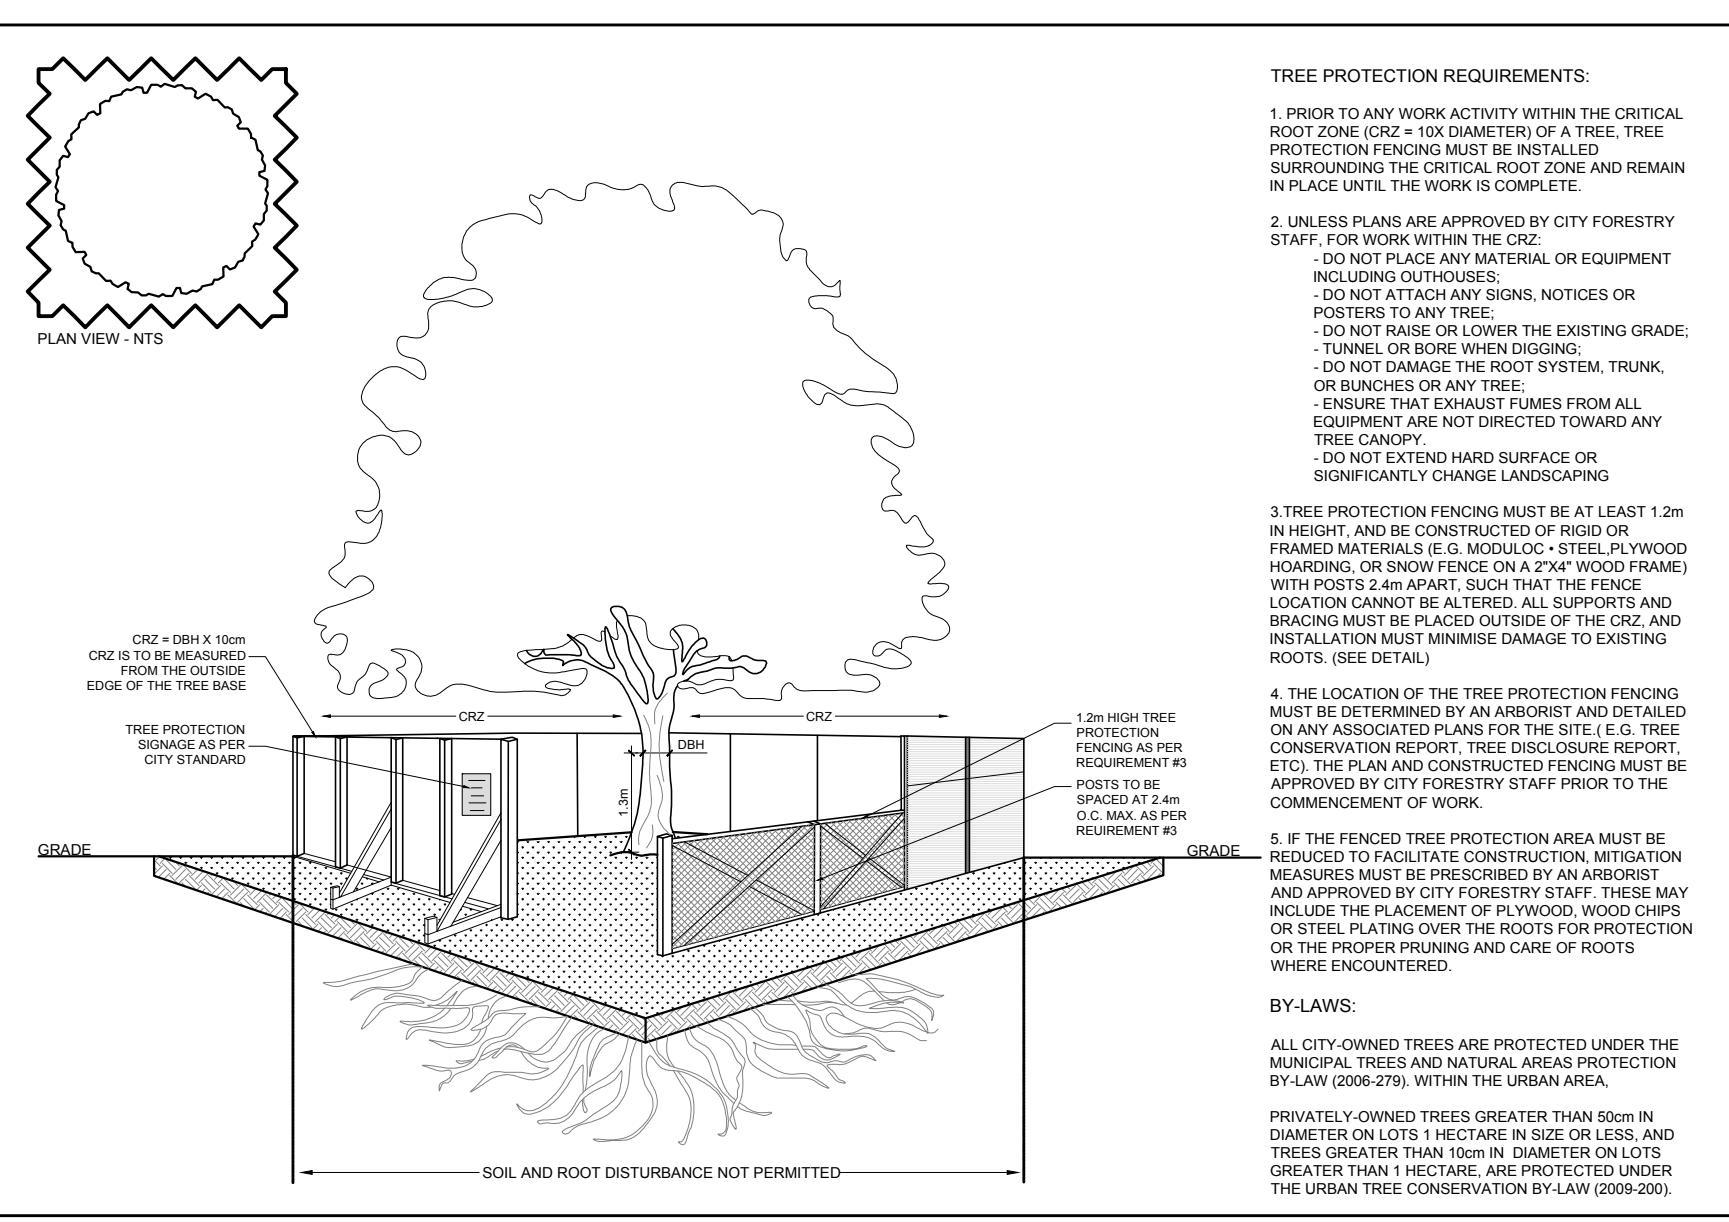 PLAN VIEW - NTS
CRZ = DBH X 10cm
CRZ IS TO BE MEASURED
FROM THE OUTSIDE
EDGE OF THE TREE BASE
TREE PROTECTION
SIGNAGE AS PER
CITY STANDARD
CRZ
CRZ
DBH
1.3m
1.2m HIGH TREE
PROTECTION
FENCING AS PER
REQUIREMENT #3
POSTS TO BE
SPACED AT 2.4m
O.C. MAX. AS PER
REUIREMENT #3
GRADE
GRADE
SOIL AND ROOT DISTURBANCE NOT PERMITTED
TREE PROTECTION REQUIREMENTS:
1. PRIOR TO ANY WORK ACTIVITY WITHIN THE CRITICAL
ROOT ZONE (CRZ = 10X DIAMETER) OF A TREE, TREE
PROTECTION FENCING MUST BE INSTALLED
SURROUNDING THE CRITICAL ROOT ZONE AND REMAIN
IN PLACE UNTIL THE WORK IS COMPLETE.
2. UNLESS PLANS ARE APPROVED BY CITY FORESTRY
STAFF, FOR WORK WITHIN THE CRZ:
- DO NOT PLACE ANY MATERIAL OR EQUIPMENT
INCLUDING OUTHOUSES;
- DO NOT ATTACH ANY SIGNS, NOTICES OR
POSTERS TO ANY TREE;
- DO NOT RAISE OR LOWER THE EXISTING GRADE;
- TUNNEL OR BORE WHEN DIGGING;
- DO NOT DAMAGE THE ROOT SYSTEM, TRUNK,
OR BUNCHES OR ANY TREE;
- ENSURE THAT EXHAUST FUMES FROM ALL
EQUIPMENT ARE NOT DIRECTED TOWARD ANY
TREE CANOPY.
- DO NOT EXTEND HARD SURFACE OR
SIGNIFICANTLY CHANGE LANDSCAPING
3.TREE PROTECTION FENCING MUST BE AT LEAST 1.2m
IN HEIGHT, AND BE CONSTRUCTED OF RIGID OR
FRAMED MATERIALS (E.G. MODULOC • STEEL,PLYWOOD
HOARDING, OR SNOW FENCE ON A 2"X4" WOOD FRAME)
WITH POSTS 2.4m APART, SUCH THAT THE FENCE
LOCATION CANNOT BE ALTERED. ALL SUPPORTS AND
BRACING MUST BE PLACED OUTSIDE OF THE CRZ, AND
INSTALLATION MUST MINIMISE DAMAGE TO EXISTING
ROOTS. (SEE DETAIL)
4. THE LOCATION OF THE TREE PROTECTION FENCING
MUST BE DETERMINED BY AN ARBORIST AND DETAILED
ON ANY ASSOCIATED PLANS FOR THE SITE.( E.G. TREE
CONSERVATION REPORT, TREE DISCLOSURE REPORT,
ETC). THE PLAN AND CONSTRUCTED FENCING MUST BE
APPROVED BY CITY FORESTRY STAFF PRIOR TO THE
COMMENCEMENT OF WORK.
5. IF THE FENCED TREE PROTECTION AREA MUST BE
REDUCED TO FACILITATE CONSTRUCTION, MITIGATION
MEASURES MUST BE PRESCRIBED BY AN ARBORIST
AND APPROVED BY CITY FORESTRY STAFF. THESE MAY
INCLUDE THE PLACEMENT OF PLYWOOD, WOOD CHIPS
OR STEEL PLATING OVER THE ROOTS FOR PROTECTION
OR THE PROPER PRUNING AND CARE OF ROOTS
WHERE ENCOUNTERED.
BY-LAWS:
ALL CITY-OWNED TREES ARE PROTECTED UNDER THE
MUNICIPAL TREES AND NATURAL AREAS PROTECTION
BY-LAW (2006-279). WITHIN THE URBAN AREA,
PRIVATELY-OWNED TREES GREATER THAN 50cm IN
DIAMETER ON LOTS 1 HECTARE IN SIZE OR LESS, AND
TREES GREATER THAN 10cm IN DIAMETER ON LOTS
GREATER THAN 1 HECTARE, ARE PROTECTED UNDER
THE URBAN TREE CONSERVATION BY-LAW (2009-200).